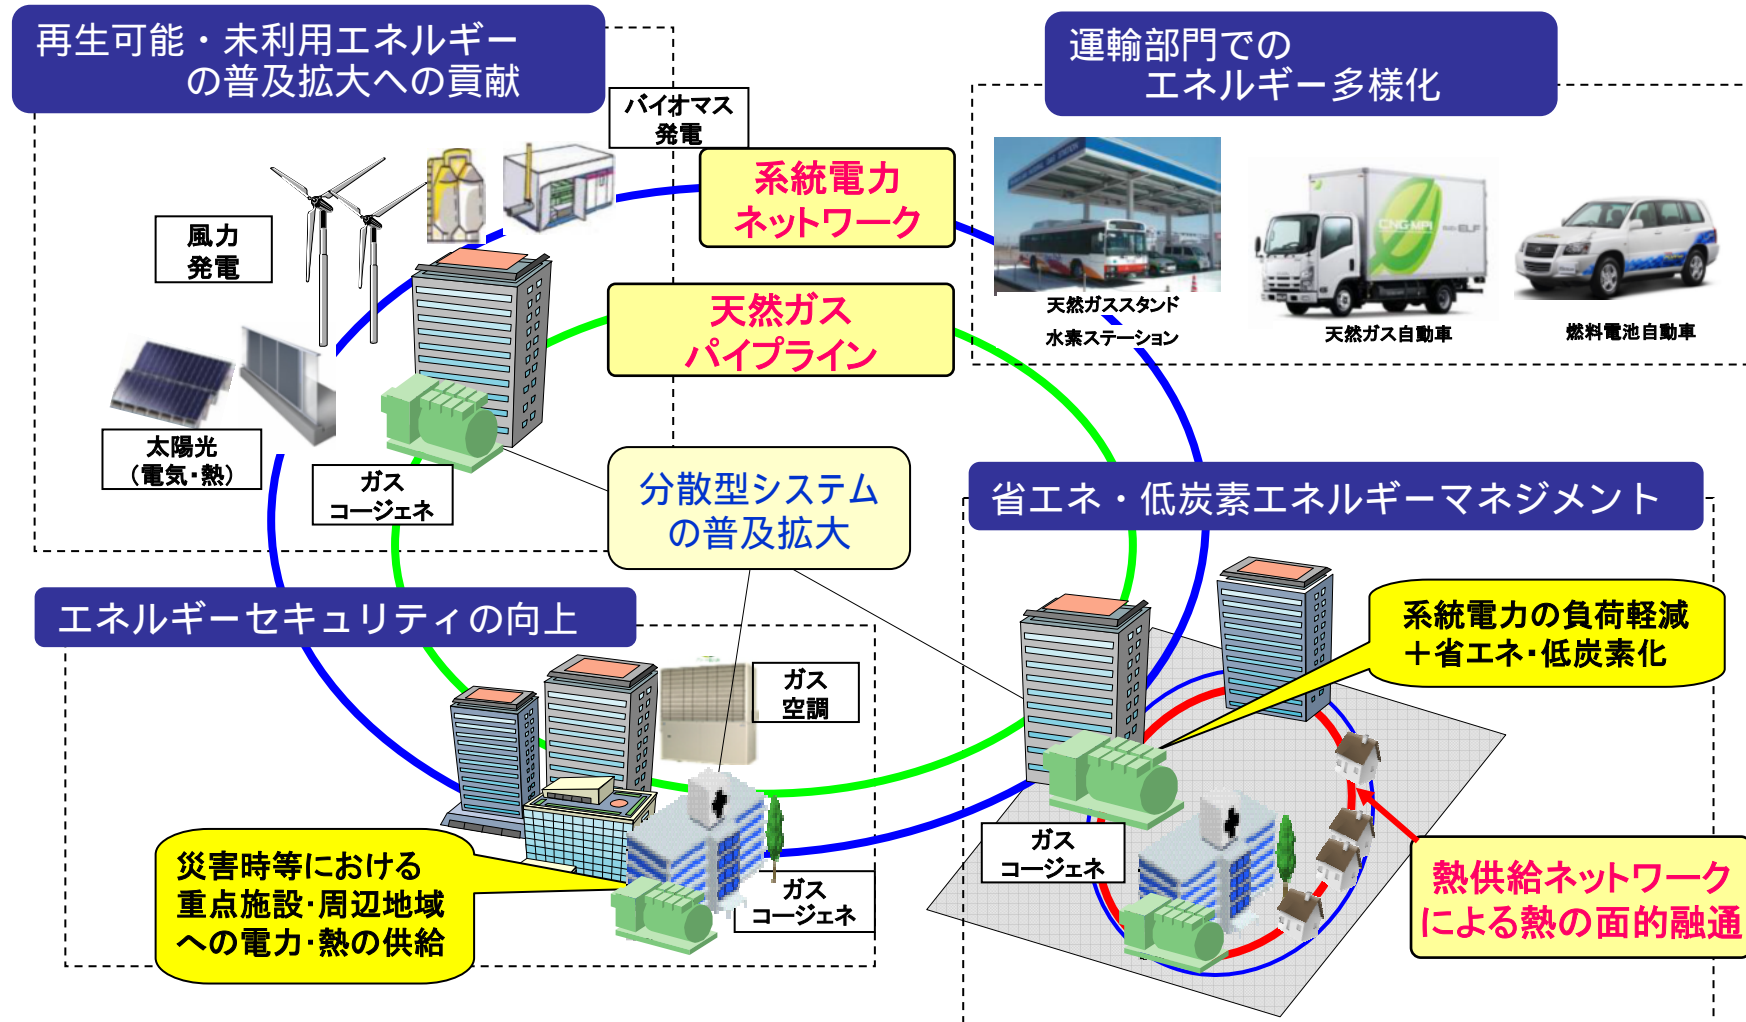 再生可能・未利用エネルギー
の普及拡大への貢献
バイオマス
発電
風力
発電
太陽光
（電気・熱）
ガス
コージェネ
系統電力
ネットワーク
天然ガス
パイプライン
分散型システム
の普及拡大
運輸部門での
エネルギー多様化
天然ガススタンド
水素ステーション
CNG-MPI
ELF
天然ガス自動車
燃料電池自動車
エネルギーセキュリティの向上
ガス
空調
災害時等における
重点施設・周辺地域
への電力・熱の供給
ガス
コージェネ
省エネ・低炭素エネルギーマネジメント
系統電力の負荷軽減
＋省エネ・低炭素化
ガス
コージェネ
熱供給ネットワーク
による熱の面的融通